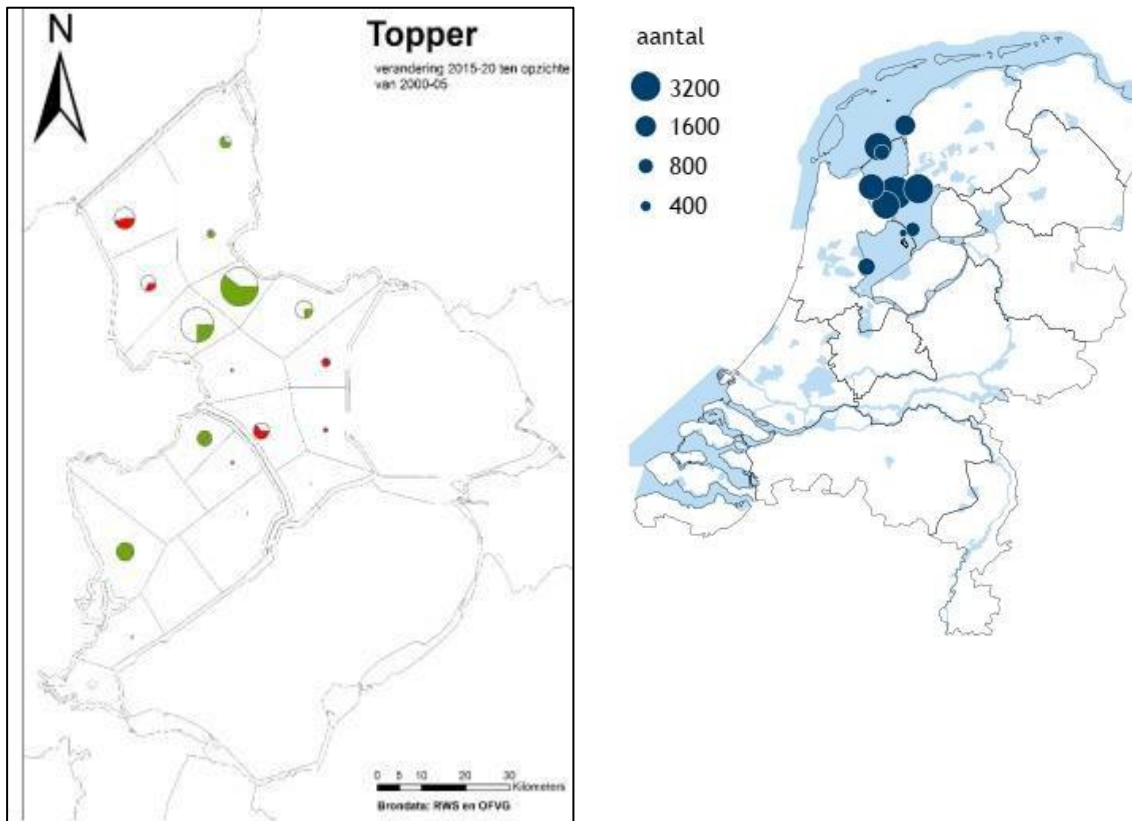 N
Topper
verandering 2015-20 ten opzichte
van 2000-05
0 5 10 20 30
Kilometers
Brondata: RWS en OFVG
aantal
3200
1600
800
400